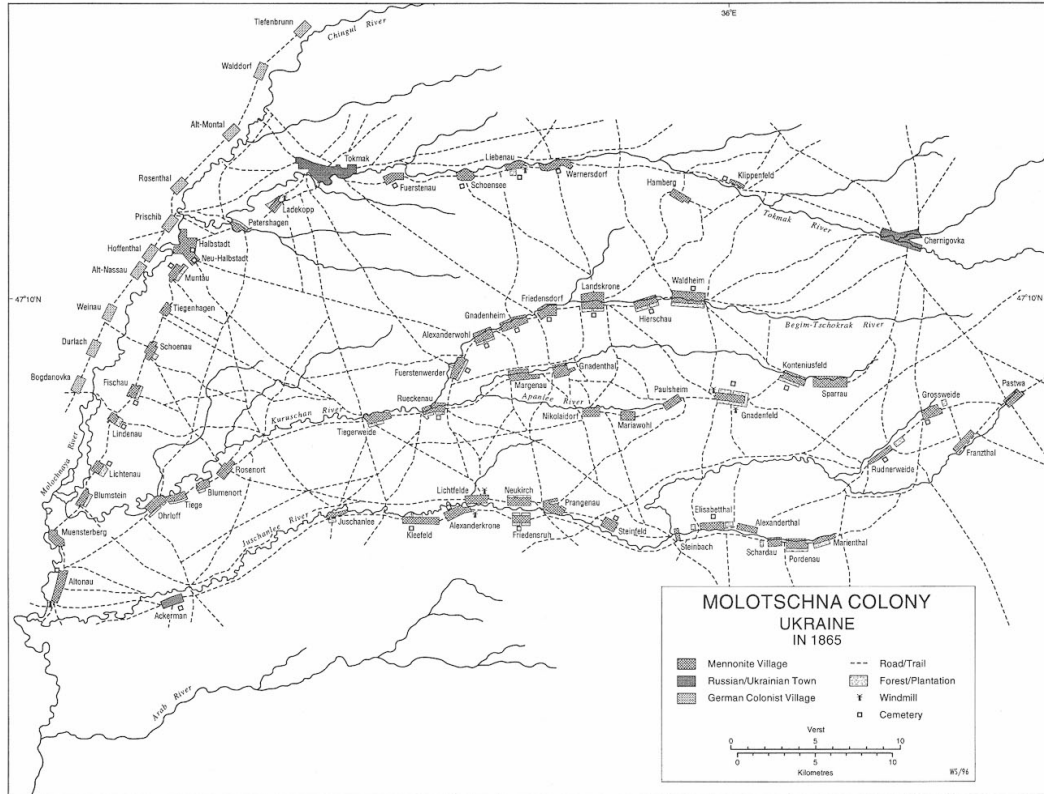 36°E
Tiefenbrunn
Chingul River
Walddorf
Alt-Montal
Tokmak
Liebenau
Rosenthal
Fuerstenau
Schoensee
Wernersdorf
Klippenfeld
Hamberg
Ladekopp
Prischib
Petershagen
Tokmak River
Chernigovka
Halbstadt
Hoffenthal
Neu-Halbstadt
Alt-Nassau
Muntau
47°10'N
47°10'N
Landskrone
Waldheim
Friedensdorf
Weinau
Tiegenhagen
Gnadenheim
Hierschau
Begim-Tschokrak River
Alexanderwohl
Durlach
Schoenau
Bogdanovka
Fischau
Fuerstenwerder
Margenau
Gnadenthal
Konteniusfeld
Sparrau
Pastwa
Paulsheim
Grossweide
Rueckenau
Apanlee River
Gnadenfeld
Kuruschan River
Tiegerweide
Nikolaidorf
Mariawohl
Lindenau
Molochnaya River
Franzthal
Rudnerweide
Lichtenau
Rosenort
Blumstein
Blumenort
Tiege
Ohrloff
Lichtfelde
Neukirch
Prangenau
Elisabetthal
Alexanderthal
Juschanlee
Juschanlee River
Kleefeld
Alexanderkrone
Friedensruh
Steinfeld
Steinbach
Schardau
Pordenau
Marienthal
Muensterberg
Altonau
Ackerman
Arab River
MOLOTSCHNA COLONY
UKRAINE
IN 1865
Mennonite Village
Russian/Ukrainian Town
German Colonist Village
Road/Trail
Forest/Plantation
Windmill
Cemetery
Verst
0 5 10
0 5 10
Kilometres
WS/96